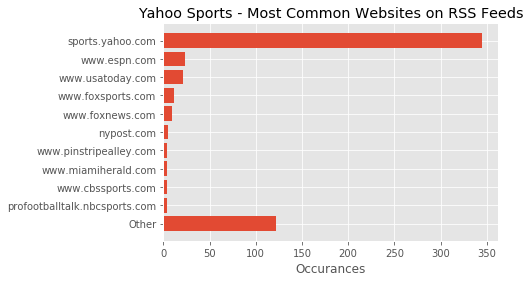 Yahoo Sports - Most Common Websites on RSS Feeds
sports.yahoo.com
www.espn.com
www.usatoday.com
www.foxsports.com
www.foxnews.com
nypost.com
www.pinstripealley.com
www.miamiherald.com
www.cbssports.com
profootballtalk.nbcsports.com
Other
0 50 100 150 200 250 300 350
Occurances